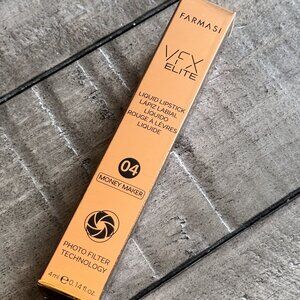 FARMASI
VFX
ELITE
LIQUID LIPSTICK
LÁPIZ LABIAL
LÍQUIDO
ROUGE À LÈVRES
LIQUIDE
04
MONEY MAKER
PHOTO FILTER
TECHNOLOGY
4ml ℮ 0.14 fl.oz.